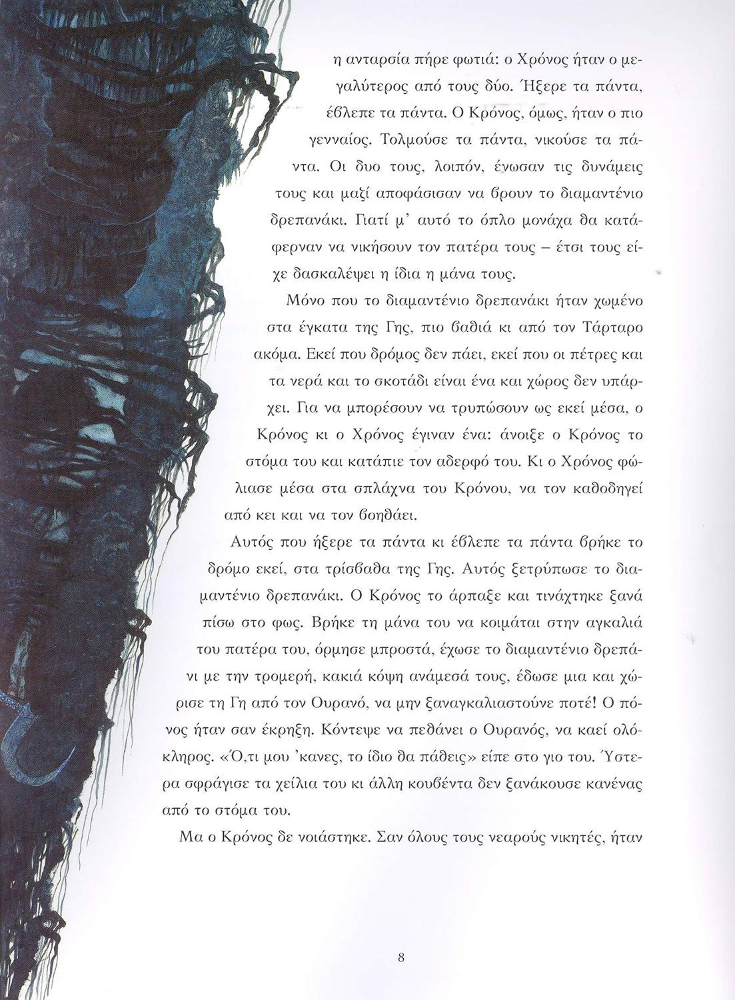 η ανταρσία πήρε φωτιά: ο Χρόνος ήταν ο με-
γαλύτερος από τους δύο. Ήξερε τα πάντα,
έβλεπε τα πάντα. Ο Κρόνος, όμως, ήταν ο πιο
γενναίος. Τολμούσε τα πάντα, νικούσε τα πά-
ντα. Οι δυο τους, λοιπόν, ένωσαν τις δυνάμεις
τους και μαζί αποφάσισαν να βρουν το διαμαντένιο
δρεπανάκι. Γιατί μ' αυτό το όπλο μονάχα θα κατά-
φερναν να νικήσουν τον πατέρα τους – έτσι τους εί-
χε δασκαλέψει η ίδια η μάνα τους.
Μόνο που το διαμαντένιο δρεπανάκι ήταν χωμένο
στα έγκατα της Γης, πιο βαθιά κι από τον Τάρταρο
ακόμα. Εκεί που δρόμος δεν πάει, εκεί που οι πέτρες και
τα νερά και το σκοτάδι είναι ένα και χώρος δεν υπάρ-
χει. Για να μπορέσουν να τρυπώσουν ως εκεί μέσα, ο
Κρόνος κι ο Χρόνος έγιναν ένα: άνοιξε ο Κρόνος το
στόμα του και κατάπιε τον αδερφό του. Κι ο Χρόνος φώ-
λιασε μέσα στα σπλάχνα του Κρόνου, να τον καθοδηγεί
από κει και να τον βοηθάει.
Αυτός που ήξερε τα πάντα κι έβλεπε τα πάντα βρήκε το
δρόμο εκεί, στα τρίσβαθα της Γης. Αυτός ξετρύπωσε το δια-
μαντένιο δρεπανάκι. Ο Κρόνος το άρπαξε και τινάχτηκε ξανά
πίσω στο φως. Βρήκε τη μάνα του να κοιμάται στην αγκαλιά
του πατέρα του, όρμησε μπροστά, έχωσε το διαμαντένιο δρεπά-
νι με την τρομερή, κακιά κόψη ανάμεσά τους, έδωσε μια και χώ-
ρισε τη Γη από τον Ουρανό, να μην ξαναγκαλιαστούνε ποτέ! Ο πό-
νος ήταν σαν έκρηξη. Κόντεψε να πεθάνει ο Ουρανός, να καεί ολό-
κληρος. «Ό,τι μου 'κανες, το ίδιο θα πάθεις» είπε στο γιο του. Ύστε-
ρα σφράγισε τα χείλια του κι άλλη κουβέντα δεν ξανάκουσε κανένας
από το στόμα του.
Μα ο Κρόνος δε νοιάστηκε. Σαν όλους τους νεαρούς νικητές, ήταν
8